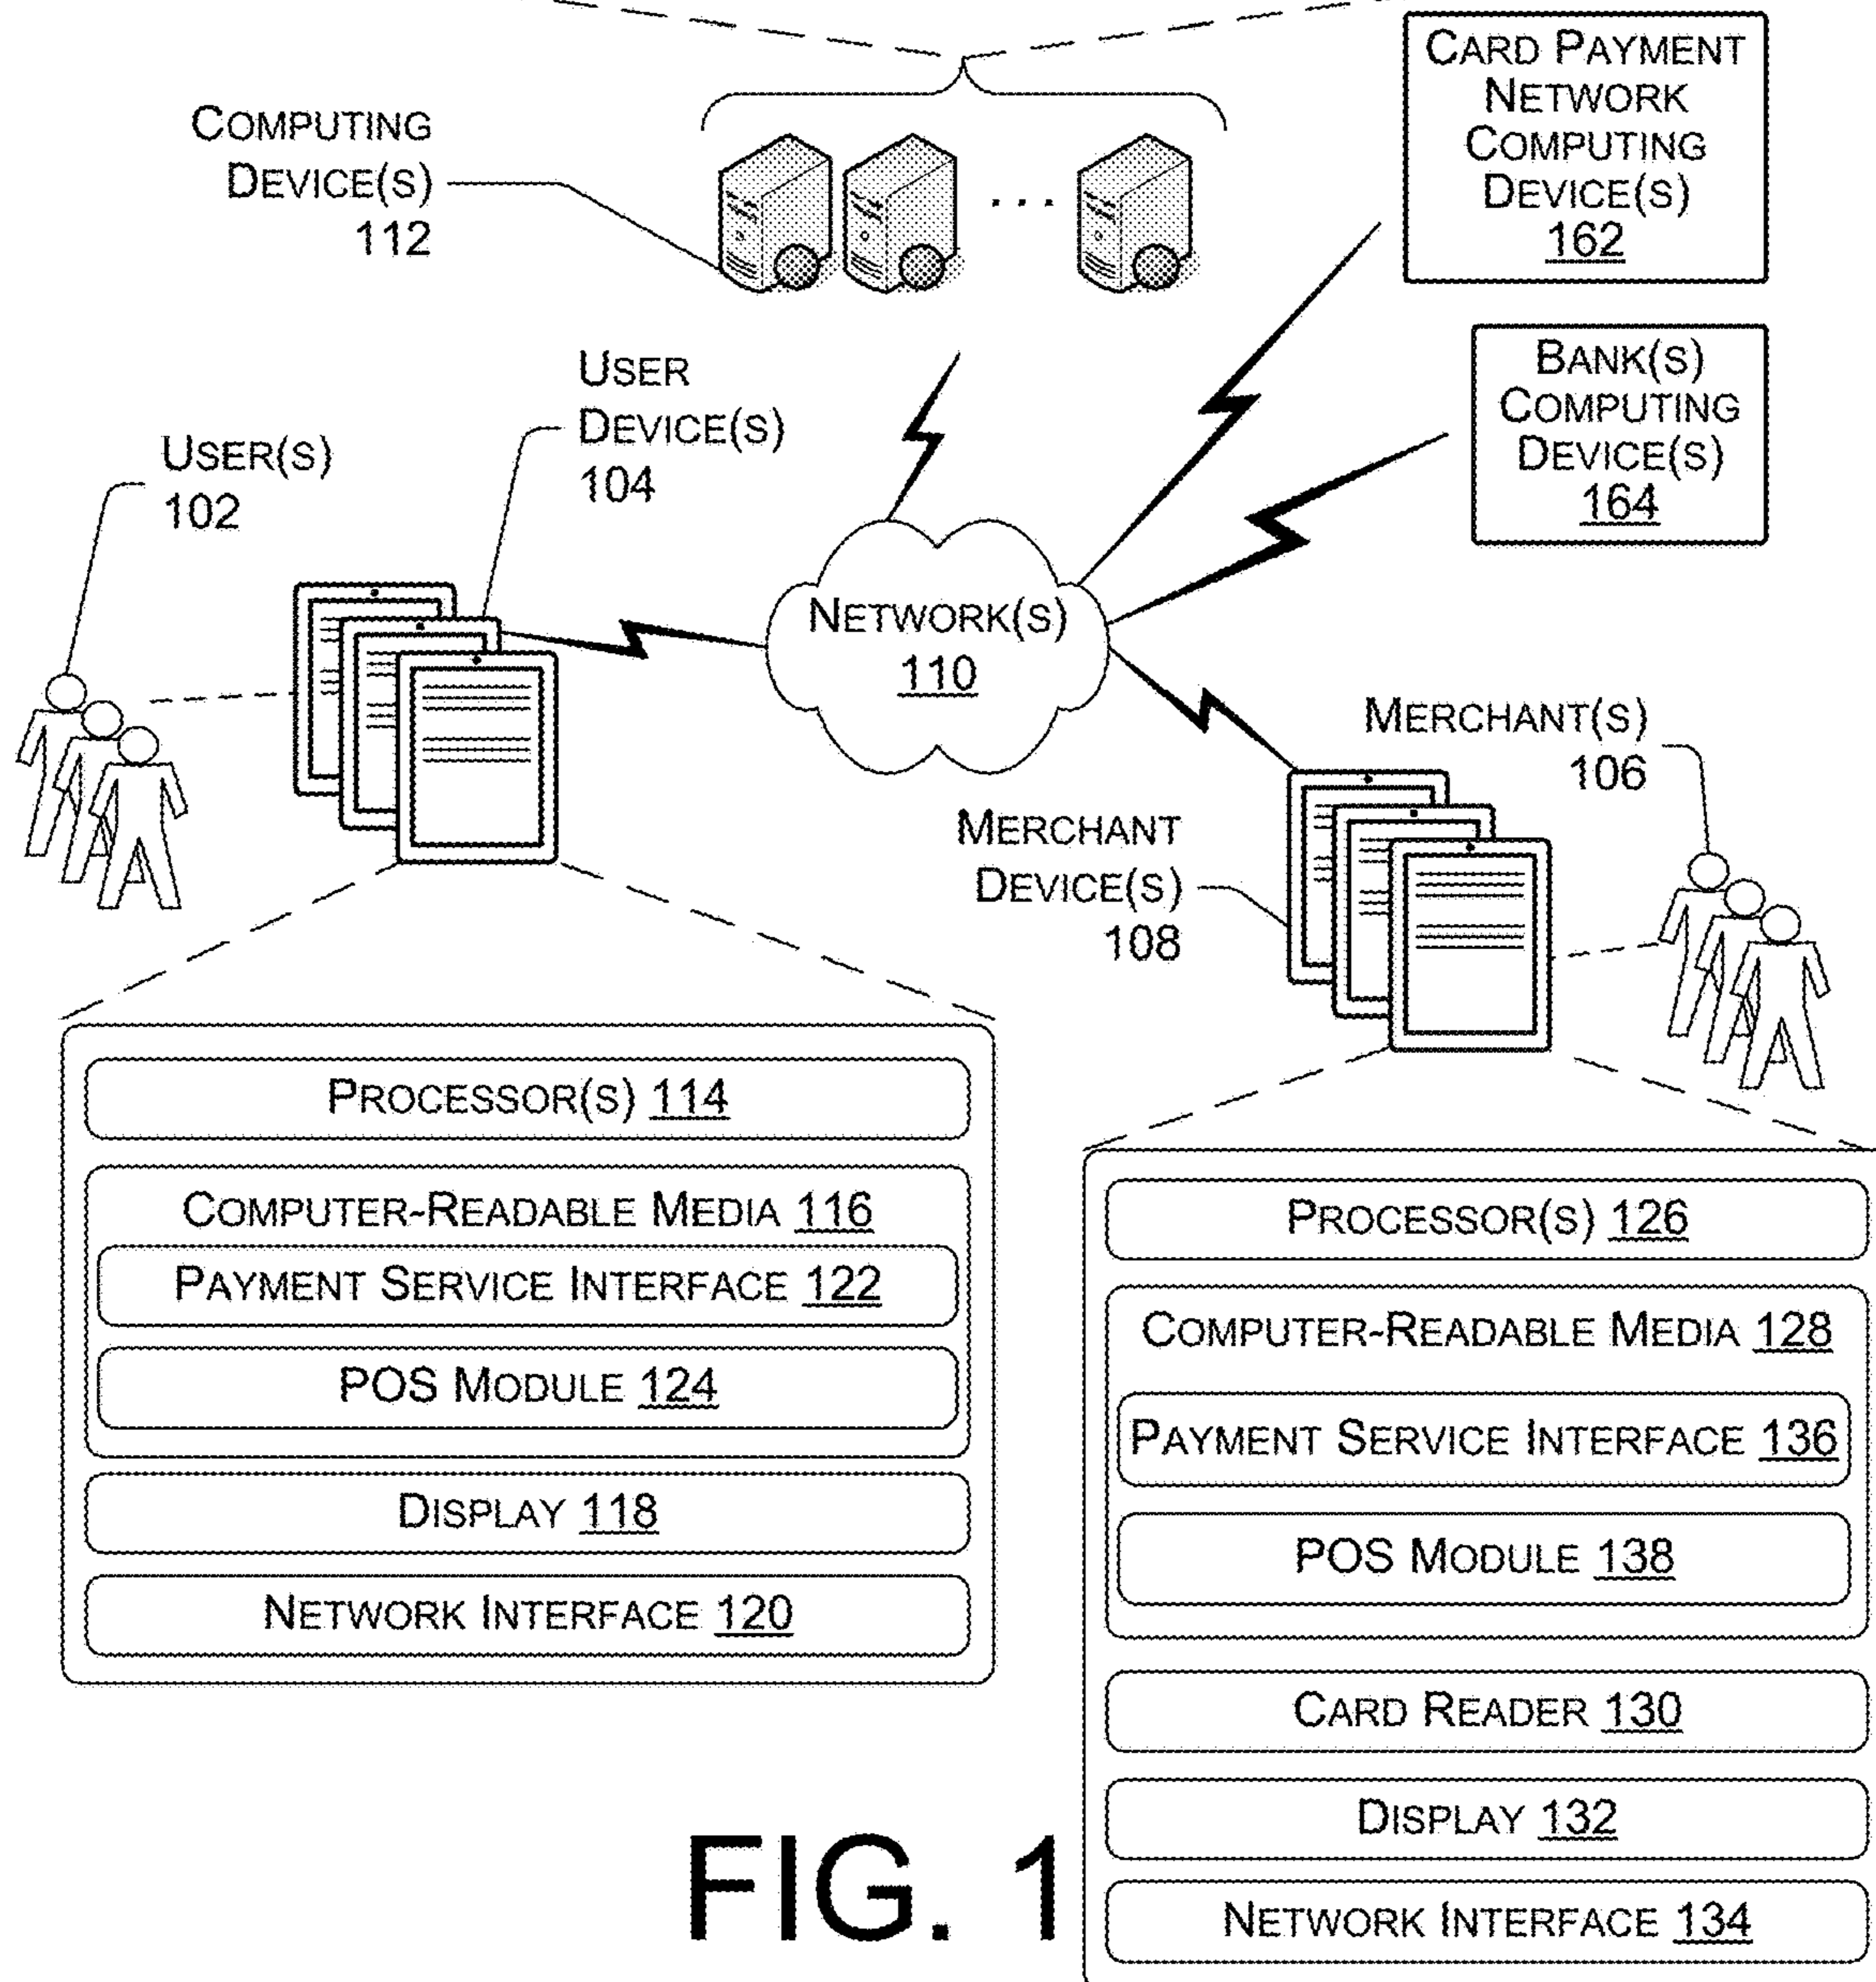 COMPUTING
DEVICE(S)
112
CARD PAYMENT
NETWORK
COMPUTING
DEVICE(S)
162
USER
DEVICE(S)
104
BANK(S)
COMPUTING
DEVICE(S)
164
USER(S)
102
NETWORK(S)
110
MERCHANT(S)
106
MERCHANT
DEVICE(S)
108
PROCESSOR(S) 114
COMPUTER-READABLE MEDIA 116
PAYMENT SERVICE INTERFACE 122
POS MODULE 124
DISPLAY 118
NETWORK INTERFACE 120
PROCESSOR(S) 126
COMPUTER-READABLE MEDIA 128
PAYMENT SERVICE INTERFACE 136
POS MODULE 138
CARD READER 130
DISPLAY 132
NETWORK INTERFACE 134
FIG. 1